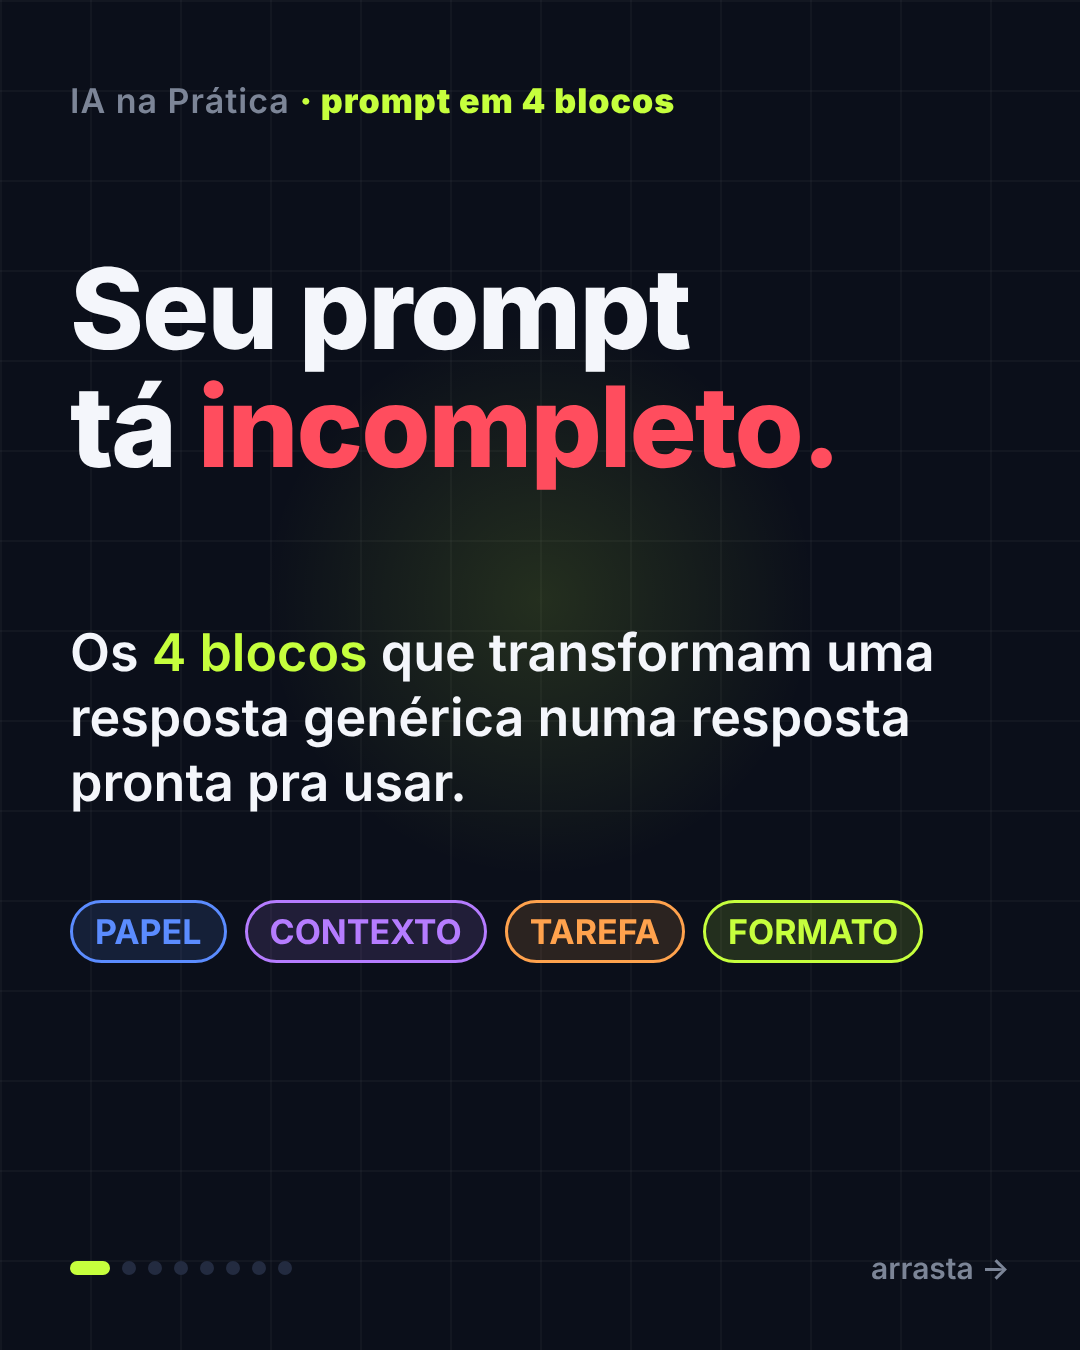 IA na Prática · prompt em 4 blocos
Seu prompt
tá incompleto.
Os 4 blocos que transformam uma
resposta genérica numa resposta
pronta pra usar.
PAPEL CONTEXTO TAREFA FORMATO
arrasta →